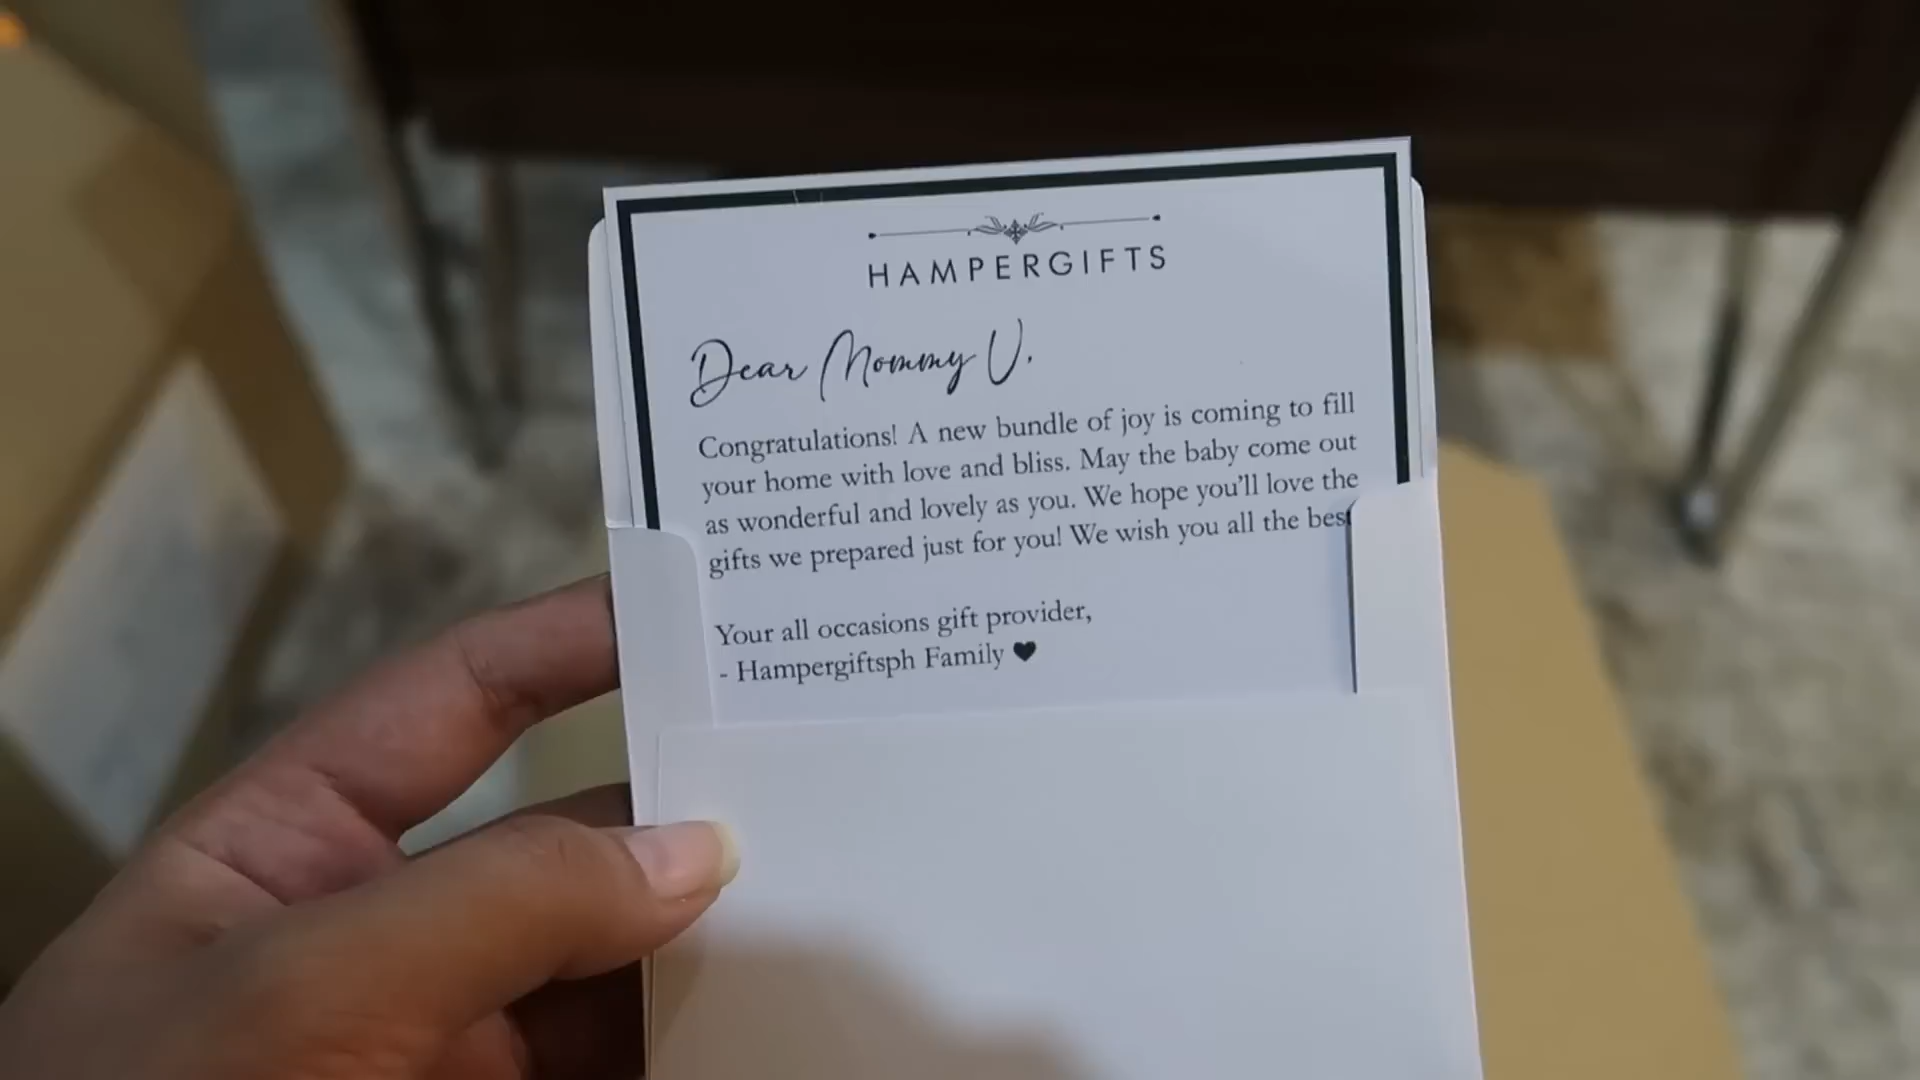 HAMPERGIFTS
Dear Mommy V.
Congratulations! A new bundle of joy is coming to fill
your home with love and bliss. May the baby come out
as wonderful and lovely as you. We hope you'll love the
gifts we prepared just for you! We wish you all the best
Your all occasions gift provider,
- Hampergiftsph Family ♥